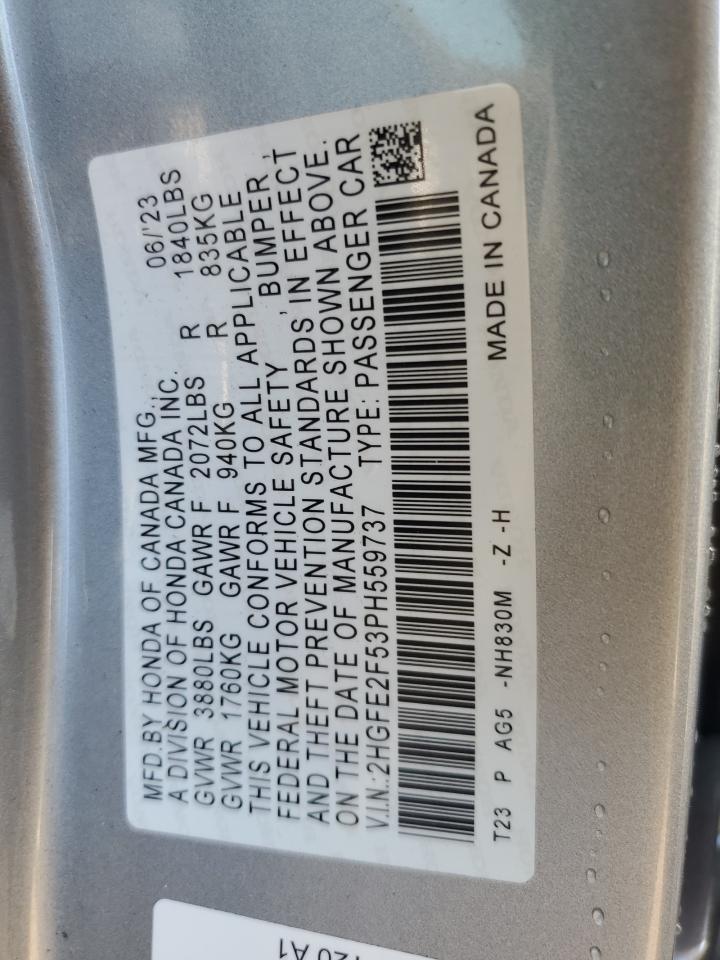 MFD.BY HONDA OF CANADA MFG., 06/'23
A DIVISION OF HONDA CANADA INC.
GVWR 3880LBS GAWR F 2072LBS R 1840LBS
GVWR 1760KG GAWR F 940KG R 835KG
THIS VEHICLE CONFORMS TO ALL APPLICABLE
FEDERAL MOTOR VEHICLE SAFETY, BUMPER,
AND THEFT PREVENTION STANDARDS IN EFFECT
ON THE DATE OF MANUFACTURE SHOWN ABOVE.
V.I.N.:2HGFE2F53PH559737 TYPE: PASSENGER CAR
T23 P AG5 -NH830M -Z -H MADE IN CANADA
A1